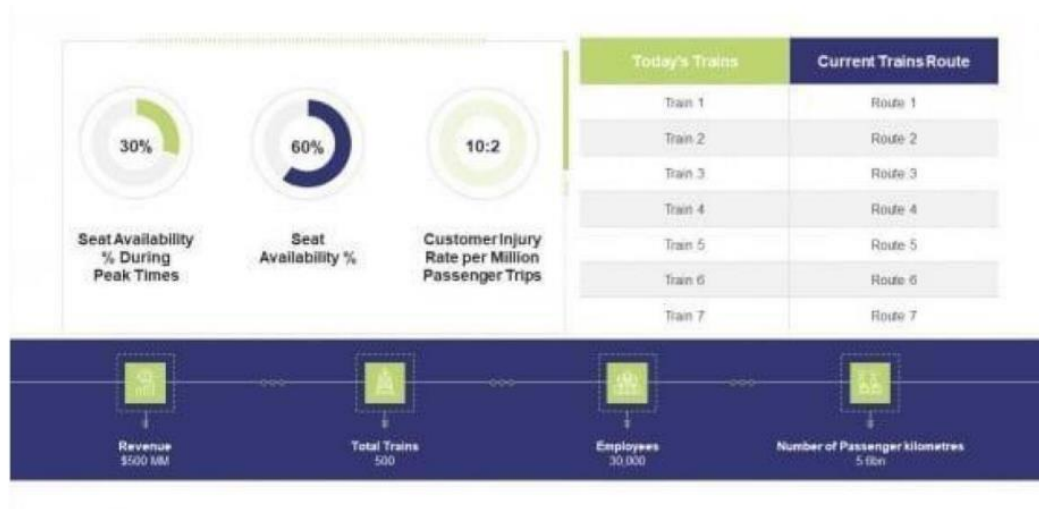 30%
60%
10:2
Seat Availability
% During
Peak Times
Seat
Availability %
Customer Injury
Rate per Million
Passenger Trips
Today's Trains Current Trains Route
Train 1 Route 1
Train 2 Route 2
Train 3 Route 3
Train 4 Route 4
Train 5 Route 5
Train 6 Route 6
Train 7 Route 7
Revenue
$500 MM
Total Trains
500
Employees
30,000
Number of Passenger kilometres
5.6bn